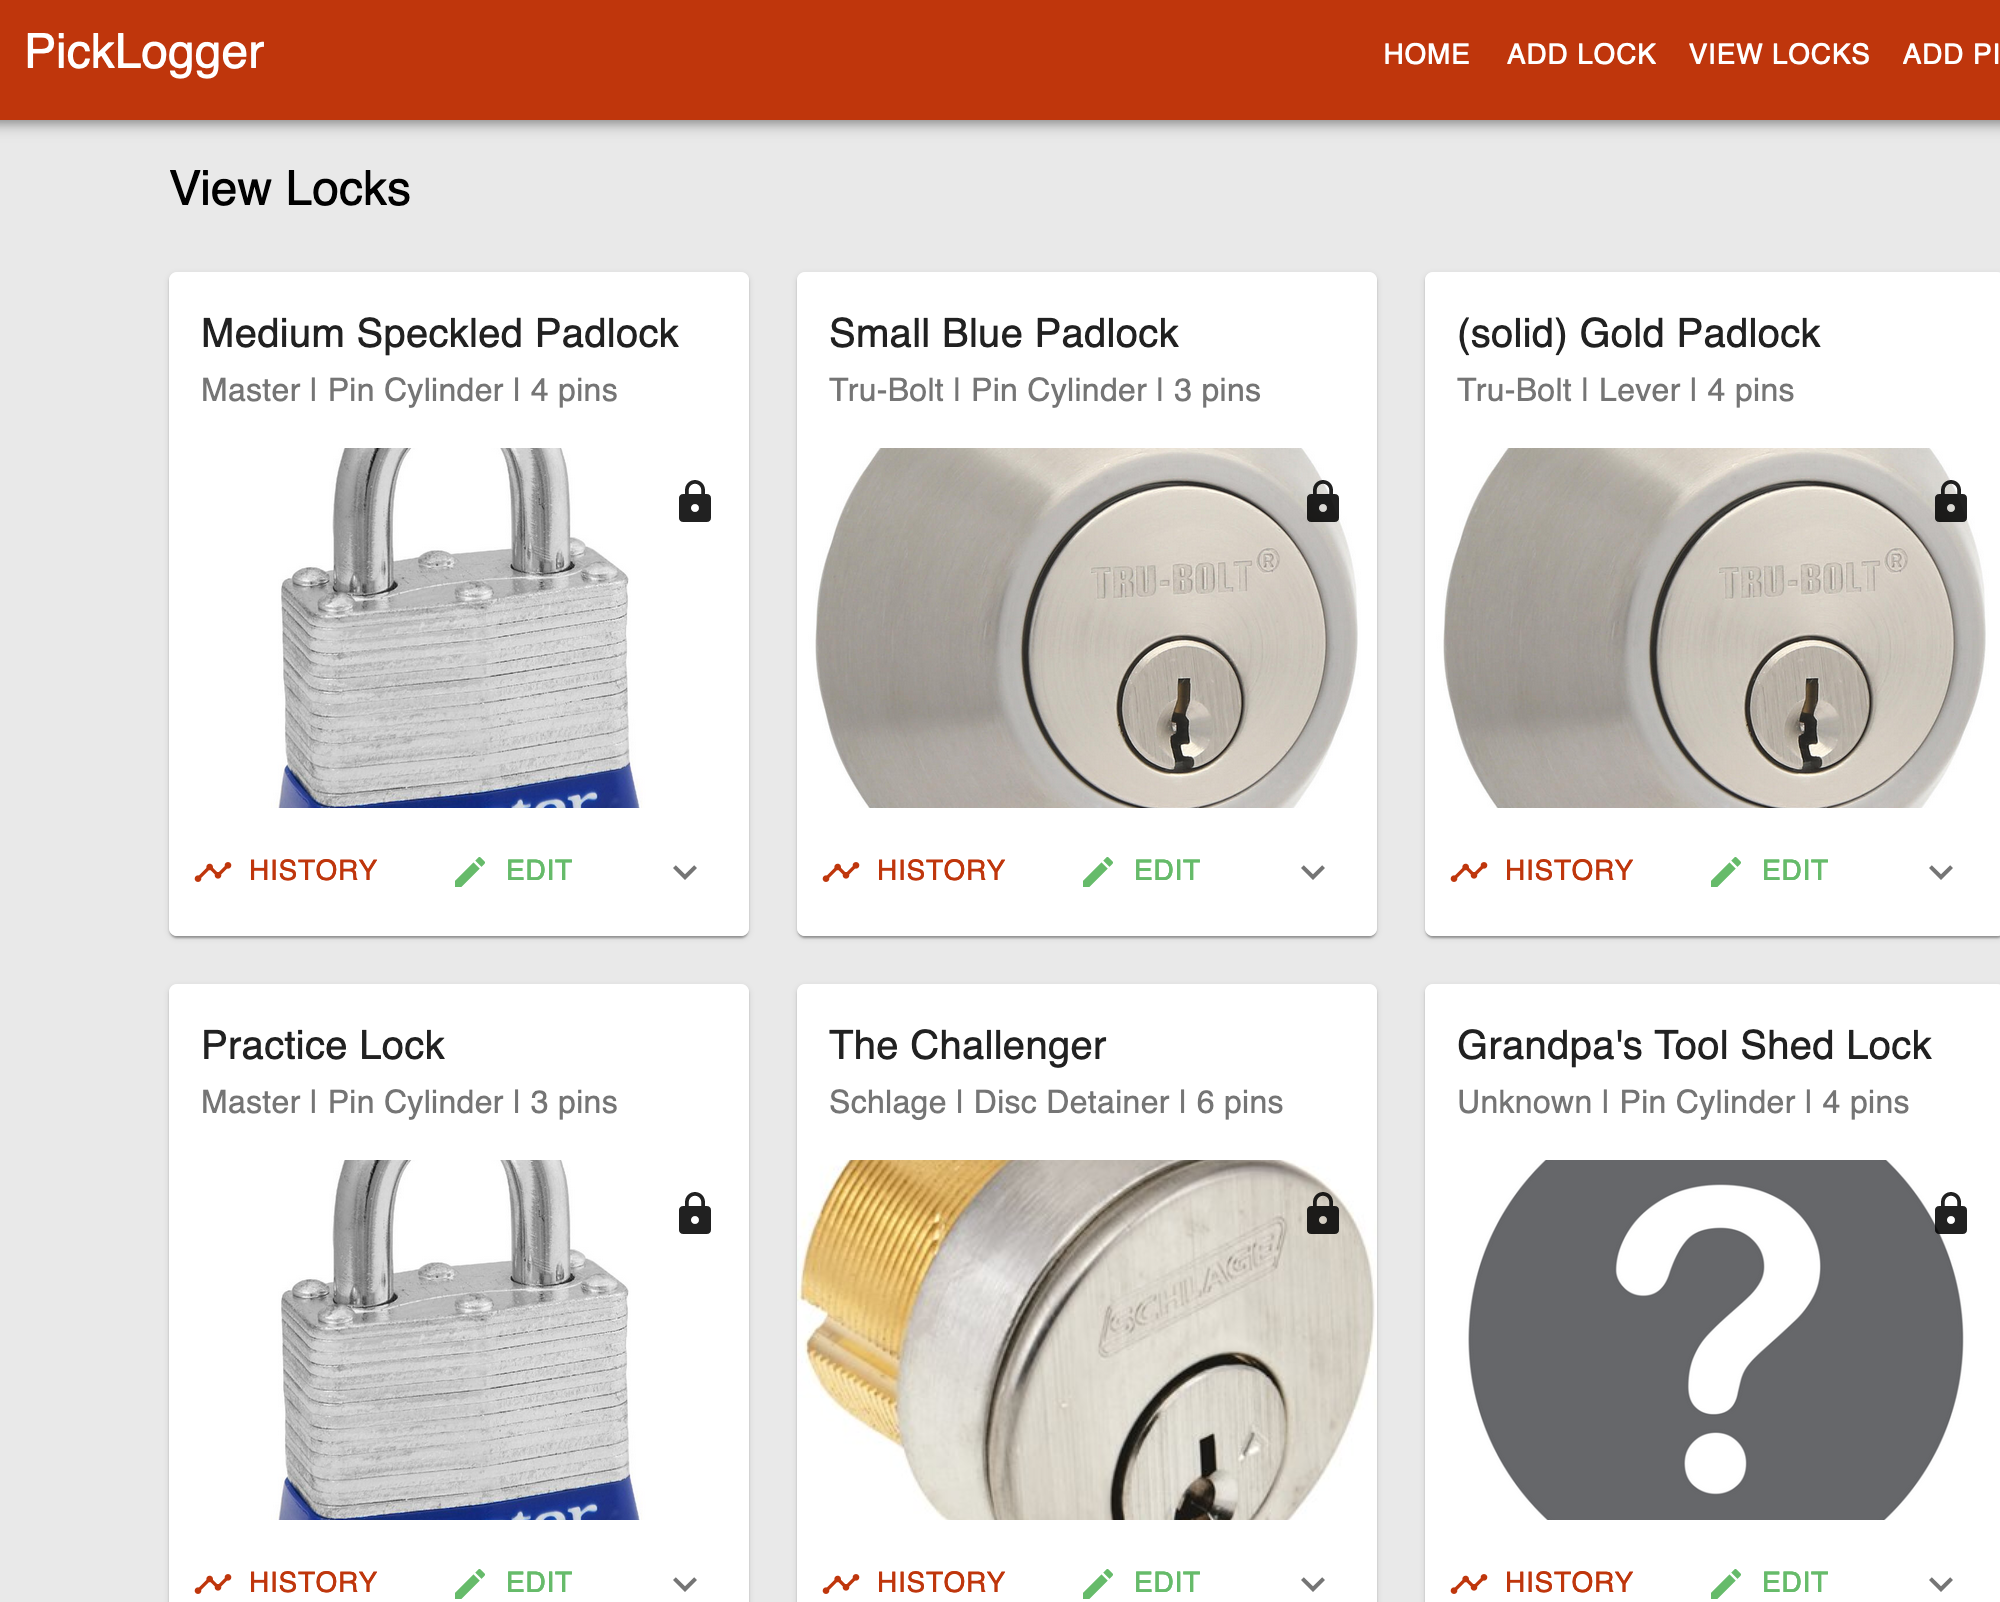 PickLogger
HOME ADD LOCK VIEW LOCKS ADD PI
View Locks
Medium Speckled Padlock
Master | Pin Cylinder | 4 pins
HISTORY EDIT
Small Blue Padlock
Tru-Bolt | Pin Cylinder | 3 pins
TRU-BOLT®
HISTORY EDIT
(solid) Gold Padlock
Tru-Bolt | Lever | 4 pins
TRU-BOLT®
HISTORY EDIT
Practice Lock
Master | Pin Cylinder | 3 pins
HISTORY EDIT
The Challenger
Schlage | Disc Detainer | 6 pins
SCHLAGE
HISTORY EDIT
Grandpa's Tool Shed Lock
Unknown | Pin Cylinder | 4 pins
?
HISTORY EDIT